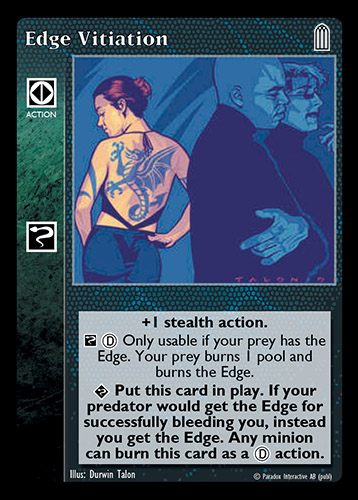 Edge Vitiation
ACTION
TALON 0
+1 stealth action.
D Only usable if your prey has the
Edge. Your prey burns 1 pool and
burns the Edge.
Put this card in play. If your
predator would get the Edge for
successfully bleeding you, instead
you get the Edge. Any minion
can burn this card as a D action.
Illus: Durwin Talon
© Paradox Interactive AB (publ)